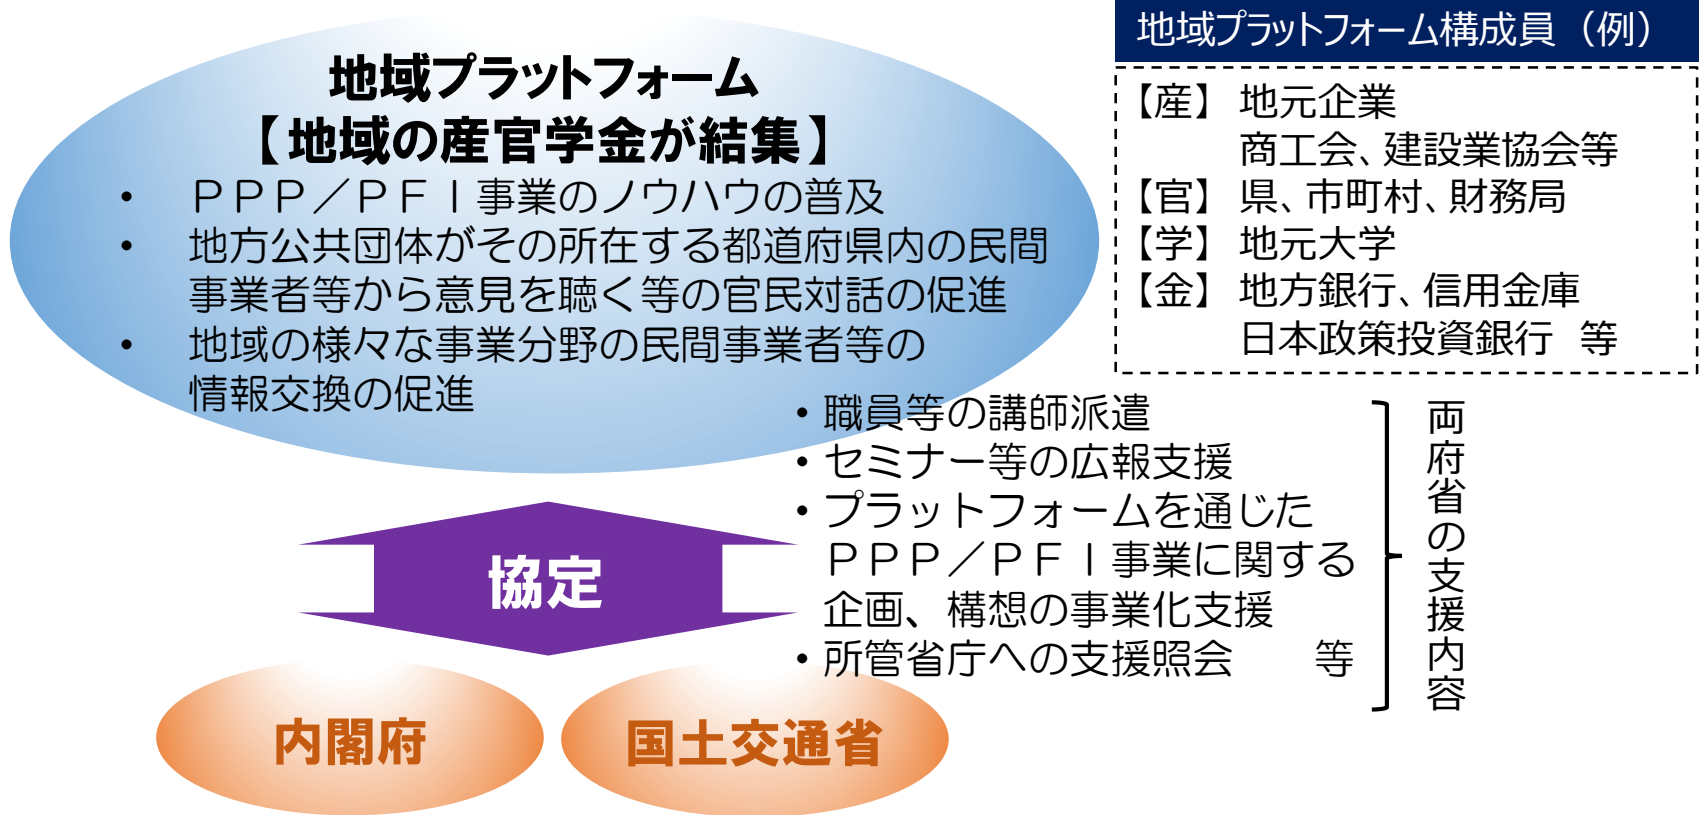 地域プラットフォーム
【地域の産官学金が結集】
• ＰＰＰ／ＰＦＩ事業のノウハウの普及
• 地方公共団体がその所在する都道府県内の民間
事業者等から意見を聴く等の官民対話の促進
• 地域の様々な事業分野の民間事業者等の
情報交換の促進
地域プラットフォーム構成員（例）
【産】 地元企業
商工会、建設業協会等
【官】 県、市町村、財務局
【学】 地元大学
【金】 地方銀行、信用金庫
日本政策投資銀行　等
・職員等の講師派遣
・セミナー等の広報支援
・プラットフォームを通じた
ＰＰＰ／ＰＦＩ事業に関する
企画、構想の事業化支援
・所管省庁への支援照会　　等
両府省の支援内容
協定
内閣府
国土交通省